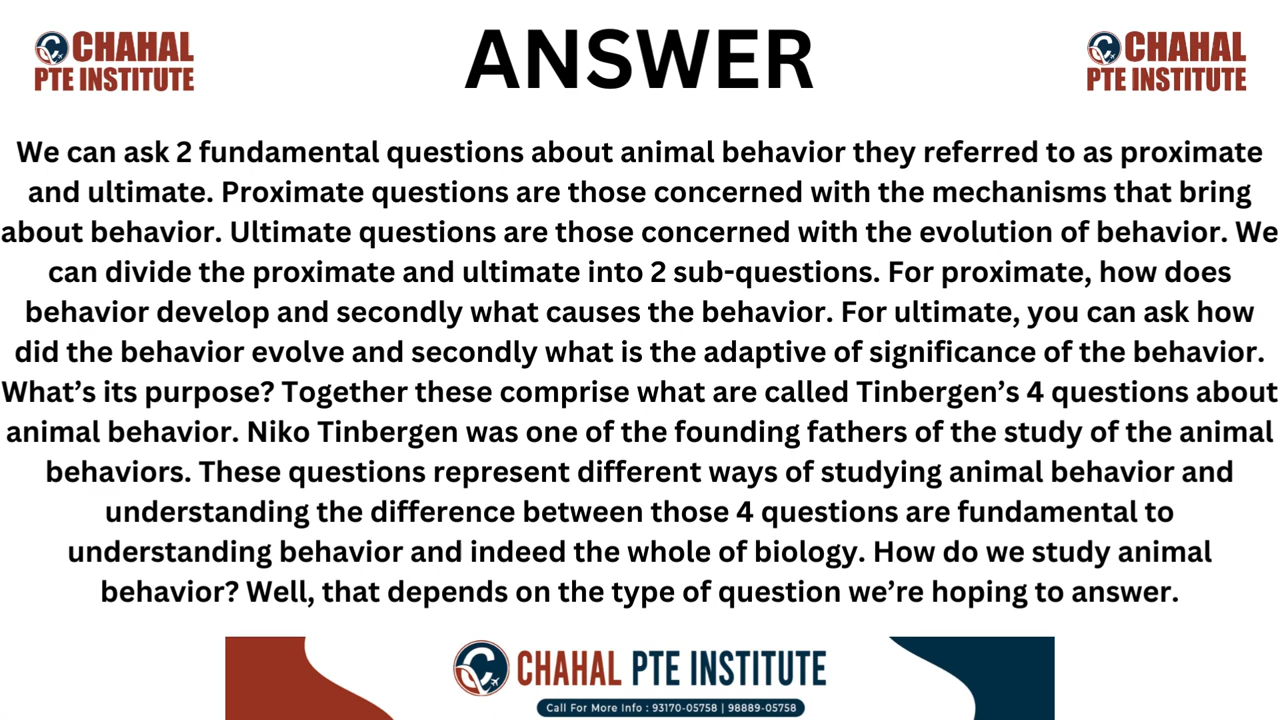 CHAHAL
PTE INSTITUTE
ANSWER
CHAHAL
PTE INSTITUTE
We can ask 2 fundamental questions about animal behavior they referred to as proximate
and ultimate. Proximate questions are those concerned with the mechanisms that bring
about behavior. Ultimate questions are those concerned with the evolution of behavior. We
can divide the proximate and ultimate into 2 sub-questions. For proximate, how does
behavior develop and secondly what causes the behavior. For ultimate, you can ask how
did the behavior evolve and secondly what is the adaptive of significance of the behavior.
What's its purpose? Together these comprise what are called Tinbergen's 4 questions about
animal behavior. Niko Tinbergen was one of the founding fathers of the study of the animal
behaviors. These questions represent different ways of studying animal behavior and
understanding the difference between those 4 questions are fundamental to
understanding behavior and indeed the whole of biology. How do we study animal
behavior? Well, that depends on the type of question we're hoping to answer.
CHAHAL PTE INSTITUTE
Call For More Info : 93170-05758 | 98889-05758